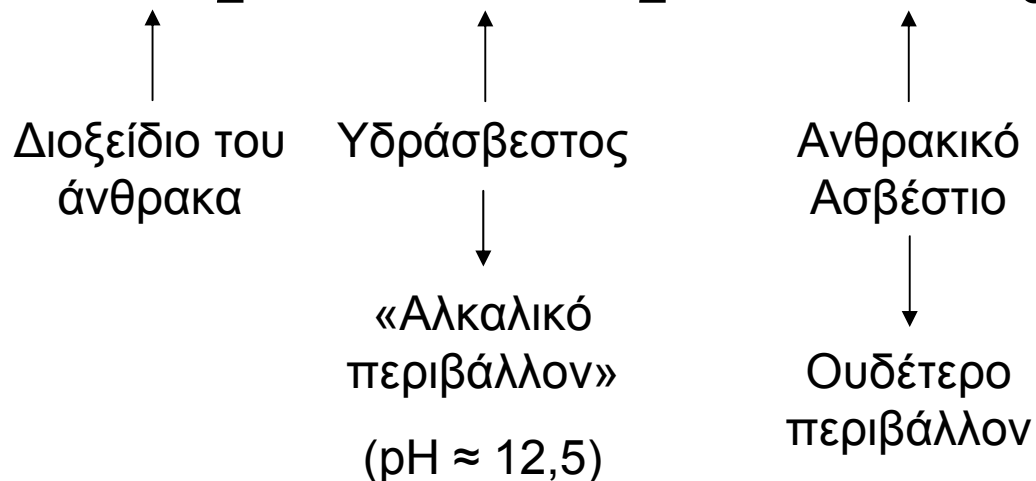 Διοξείδιο του Υδράσβεστος Ανθρακικό
άνθρακα Ασβέστιο
«Αλκαλικό
περιβάλλον» Ουδέτερο
περιβάλλον
(pH ≈ 12,5)